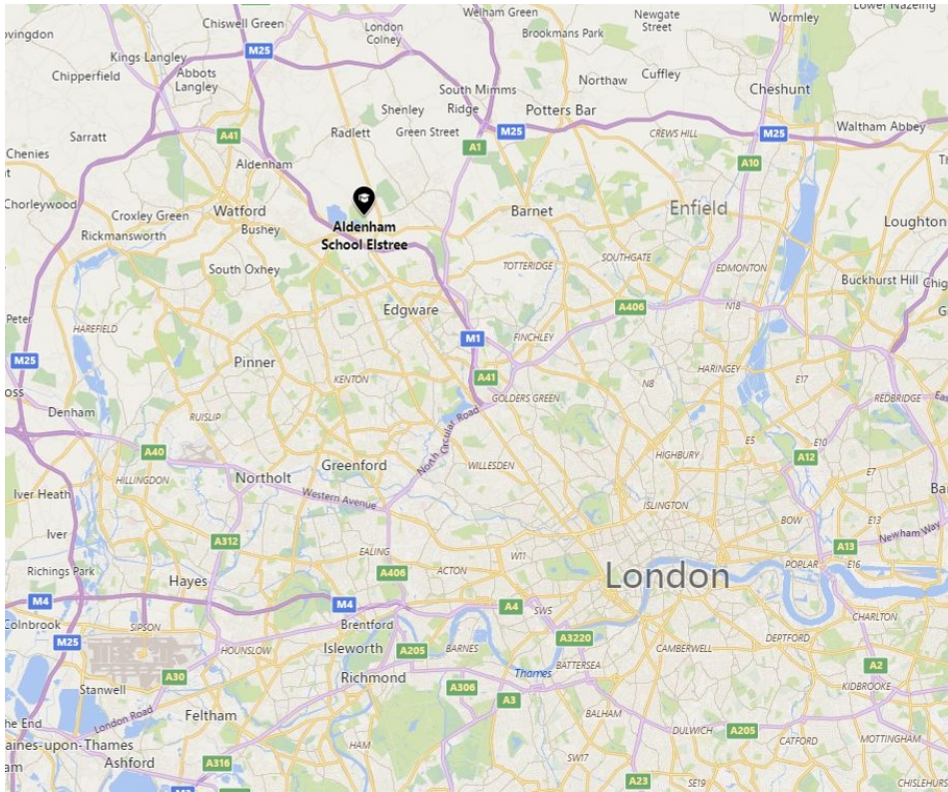 Chiswell Green
London
Colney
Welham Green
Newgate
Street
Wormley
Lower Nazeing
Brookmans Park
ovingdon
Kings Langley
M25
Chipperfield
Abbots
Langley
South Mimms
Northaw
Cuffley
Cheshunt
Shenley
Ridge
Potters Bar
Sarratt
A41
Radlett
Green Street
M25
CREWS HILL
M25
Waltham Abbey
A1
Chenies
Aldenham
A10
Chorleywood
Croxley Green
Watford
Barnet
Enfield
Rickmansworth
Bushey
Aldenham
School Elstree
Loughton
South Oxhey
TOTTERIDGE
SOUTHGATE
EDMONTON
Buckhurst Hill
Chig
Edgware
A406
N18
Peter
HAREFIELD
M1
FINCHLEY
M25
Pinner
KENTON
A41
N8
HARINGEY
E17
oss
GOLDERS GREEN
REDBRIDGE
Denham
RUISLIP
North Circular Road
E5
E10
A40
HIGHBURY
A12
Greenford
WILLESDEN
E7
HILLINGDON
Northolt
Iver Heath
Western Avenue
ISLINGTON
Ba
BOW
E13
Iver
Newham Way
A312
EALING
W11
A13
Richings Park
A406
ACTON
London
POPLAR
E16
Hayes
M4
M4
A4
SW5
CHARLTON
Colnbrook
SIPSON
Brentford
M25
HOUNSLOW
Isleworth
A205
BARNES
A3220
CAMBERWELL
DEPTFORD
BATTERSEA
A2
A30
Richmond
Thames
Stanwell
A306
A3
KIDBROOKE
he End
London Road
Feltham
BALHAM
DULWICH
A205
CATFORD
MOTTINGHAM
aines-upon-Thames
HAM
am
Ashford
A316
SW17
A23
SE19
CHISLEHURS